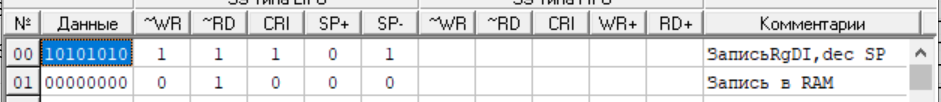 № Данные ~WR ~RD CRI SP+ SP- ~WR ~RD CRI WR+ RD+ Комментарии
00 10101010 1 1 1 0 1 ЗаписьRgDI,dec SP
01 00000000 0 1 0 0 0 Запись в RAM